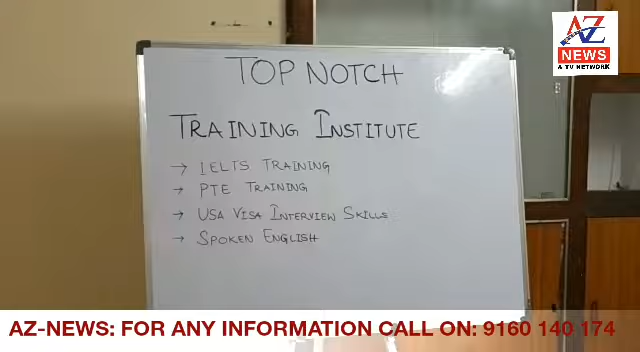 AZ
NEWS
A TV NETWORK
TOP NOTCH
TRAINING INSTITUTE
→ IELTS TRAINING
→ PTE TRAINING
→ USA VISA INTERVIEW SKILLS
→ SPOKEN ENGLISH
AZ-NEWS: FOR ANY INFORMATION CALL ON: 9160 140 174